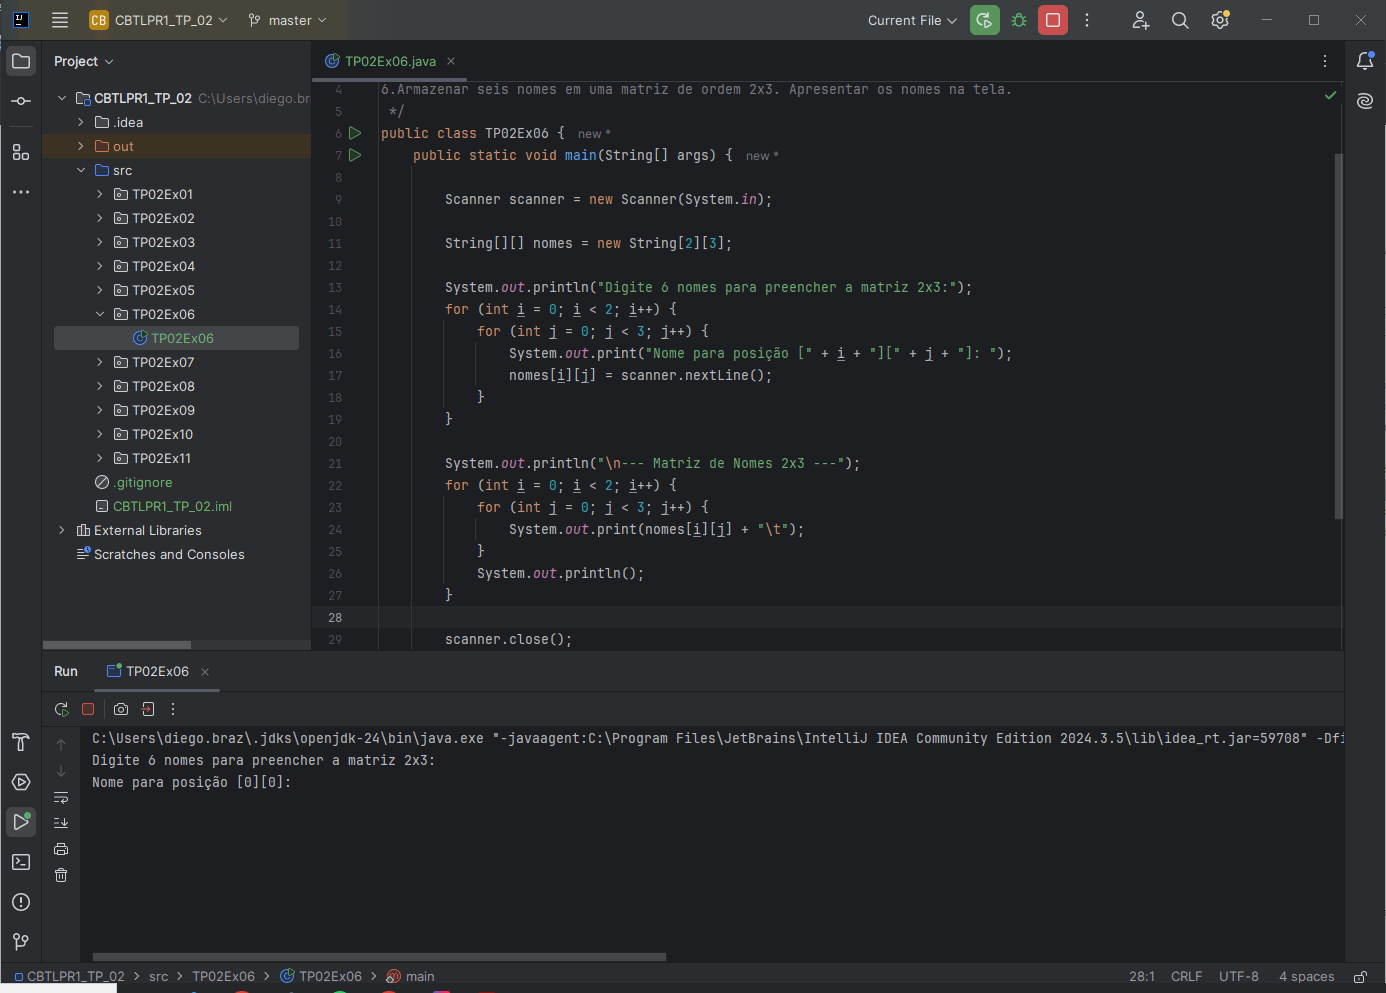 CB CBTLPR1_TP_02 master Current File
Project
TP02Ex06.java
CBTLPR1_TP_02 C:\Users\diego.br
.idea
out
src
TP02Ex01
TP02Ex02
TP02Ex03
TP02Ex04
TP02Ex05
TP02Ex06
TP02Ex06
TP02Ex07
TP02Ex08
TP02Ex09
TP02Ex10
TP02Ex11
.gitignore
CBTLPR1_TP_02.iml
External Libraries
Scratches and Consoles
4 6.Armazenar seis nomes em uma matriz de ordem 2x3. Apresentar os nomes na tela.
5 */
6 public class TP02Ex06 { new *
7 public static void main(String[] args) { new *
8
9 Scanner scanner = new Scanner(System.in);
10
11 String[][] nomes = new String[2][3];
12
13 System.out.println("Digite 6 nomes para preencher a matriz 2x3:");
14 for (int i = 0; i < 2; i++) {
15 for (int j = 0; j < 3; j++) {
16 System.out.print("Nome para posição [" + i + "][" + j + "]: ");
17 nomes[i][j] = scanner.nextLine();
18 }
19 }
20
21 System.out.println("\n--- Matriz de Nomes 2x3 ---");
22 for (int i = 0; i < 2; i++) {
23 for (int j = 0; j < 3; j++) {
24 System.out.print(nomes[i][j] + "\t");
25 }
26 System.out.println();
27 }
28
29 scanner.close();
Run TP02Ex06
C:\Users\diego.braz\.jdks\openjdk-24\bin\java.exe "-javaagent:C:\Program Files\JetBrains\IntelliJ IDEA Community Edition 2024.3.5\lib\idea_rt.jar=59708" -Dfi
Digite 6 nomes para preencher a matriz 2x3:
Nome para posição [0][0]:
CBTLPR1_TP_02 > src > TP02Ex06 > TP02Ex06 > main 28:1 CRLF UTF-8 4 spaces